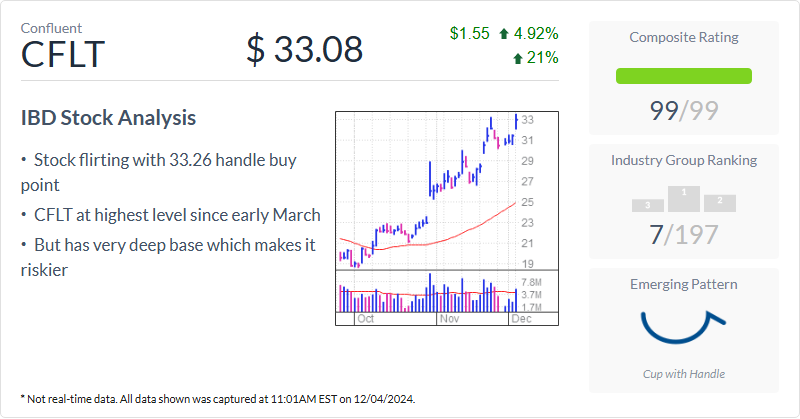 Confluent
CFLT
$ 33.08
$1.55 4.92%
21%
IBD Stock Analysis
• Stock flirting with 33.26 handle buy
point
• CFLT at highest level since early March
• But has very deep base which makes it
riskier
33
31
29
27
25
23
21
19
7.8M
3.7M
1.7M
Oct Nov Dec
Composite Rating
99/99
Industry Group Ranking
3 1 2
7/197
Emerging Pattern
Cup with Handle
* Not real-time data. All data shown was captured at 11:01AM EST on 12/04/2024.